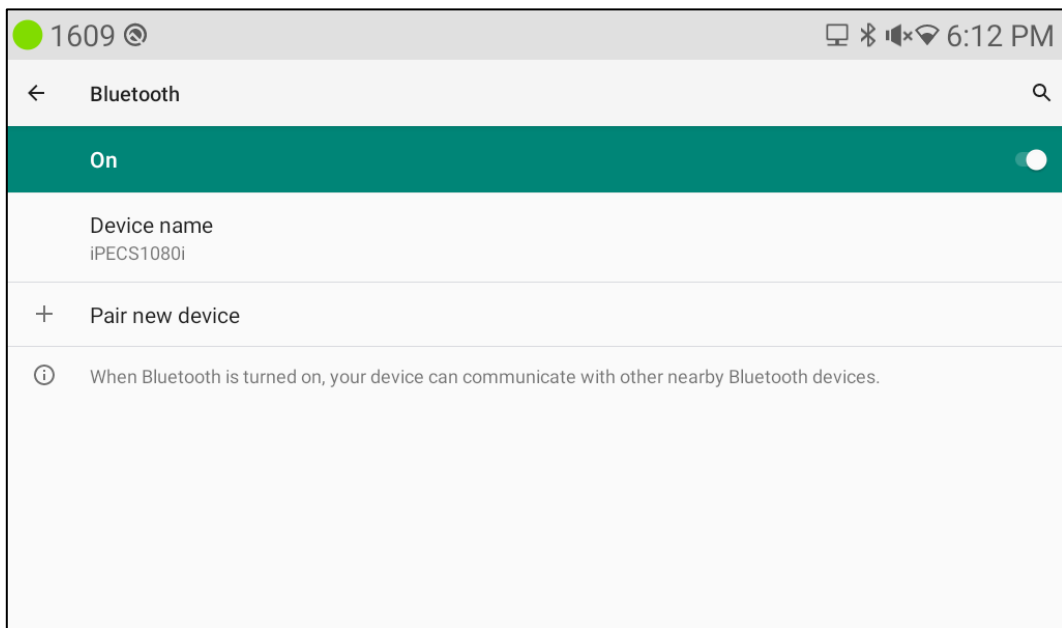 1609
6:12 PM
Bluetooth
On
Device name
iPECS1080i
Pair new device
When Bluetooth is turned on, your device can communicate with other nearby Bluetooth devices.